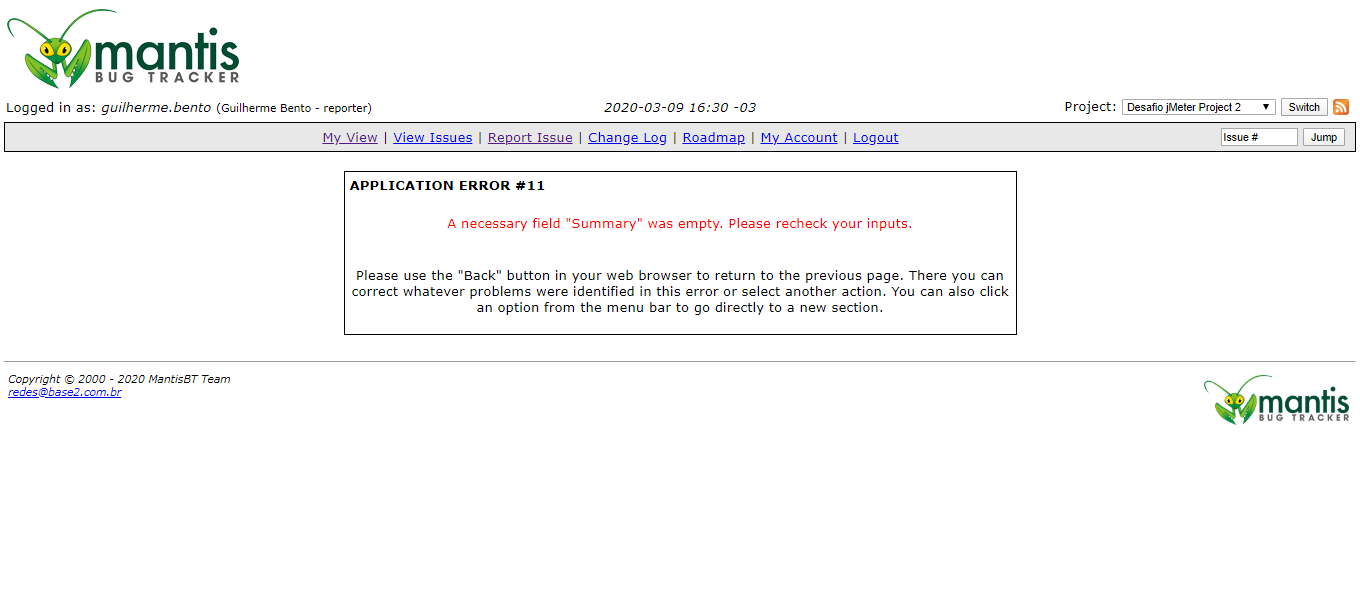 mantis
BUG TRACKER
Logged in as: guilherme.bento (Guilherme Bento - reporter) 2020-03-09 16:30 -03 Project: Desafio jMeter Project 2 Switch
My View | View Issues | Report Issue | Change Log | Roadmap | My Account | Logout Issue # Jump
APPLICATION ERROR #11
A necessary field "Summary" was empty. Please recheck your inputs.
Please use the "Back" button in your web browser to return to the previous page. There you can
correct whatever problems were identified in this error or select another action. You can also click
an option from the menu bar to go directly to a new section.
Copyright © 2000 - 2020 MantisBT Team
redes@base2.com.br
mantis
BUG TRACKER